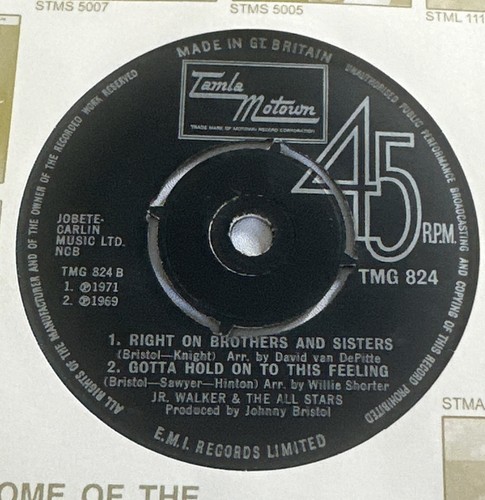 STMS 5007
STMS 5005
STML 111
MADE IN GT. BRITAIN
Tamla
Motown
TRADE MARK OF MOTOWN RECORD CORPORATION
45
R.P.M.
TMG 824
JOBETE-
CARLIN
MUSIC LTD.
NCB
TMG 824 B
1. ℗1971
2. ℗1969
1. RIGHT ON BROTHERS AND SISTERS
(Bristol—Knight) Arr. by David van DePitte
2. GOTTA HOLD ON TO THIS FEELING
(Bristol—Sawyer—Hinton) Arr. by Willie Shorter
JR. WALKER & THE ALL STARS
Produced by Johnny Bristol
E.M.I. RECORDS LIMITED
ALL RIGHTS OF THE MANUFACTURER AND OF THE OWNER OF THE RECORDED WORK RESERVED
UNAUTHORISED PUBLIC PERFORMANCE BROADCASTING AND COPYING OF THIS RECORD PROHIBITED
STMA
OME OF THE